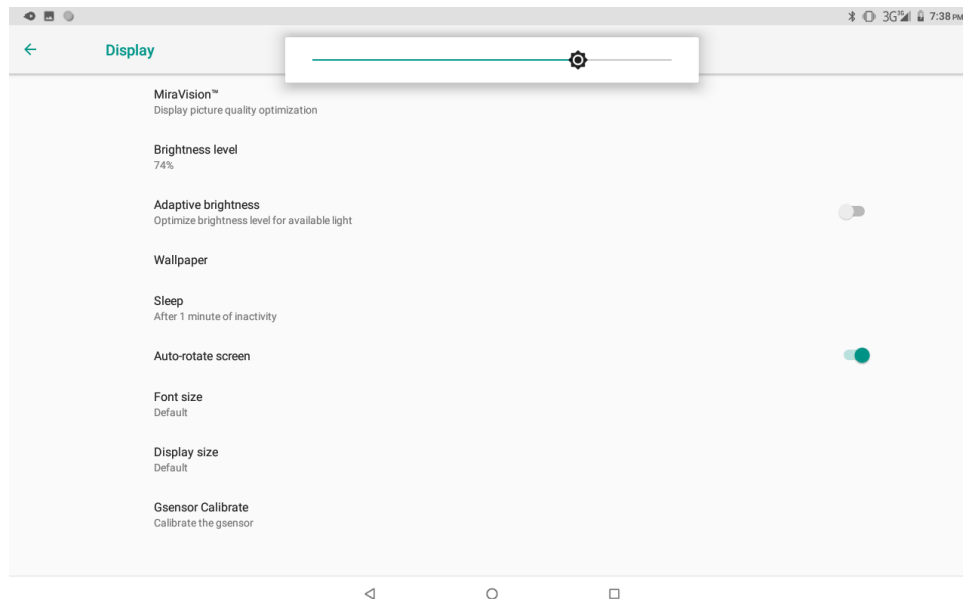 3G 3G 7:38 PM
Display
MiraVision™
Display picture quality optimization
Brightness level
74%
Adaptive brightness
Optimize brightness level for available light
Wallpaper
Sleep
After 1 minute of inactivity
Auto-rotate screen
Font size
Default
Display size
Default
Gsensor Calibrate
Calibrate the gsensor